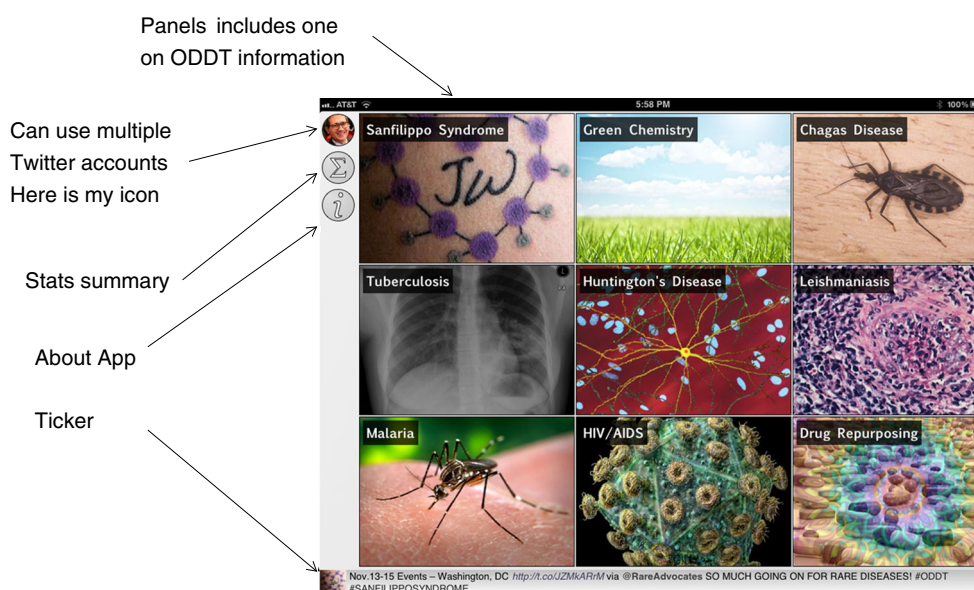 Panels includes one
on ODDT information
AT&T 5:58 PM 100%
Can use multiple
Twitter accounts
Here is my icon
Sanfilippo Syndrome
Green Chemistry
Chagas Disease
JW
Σ
i
Stats summary
Tuberculosis
Huntington's Disease
Leishmaniasis
About App
Ticker
Malaria
HIV/AIDS
Drug Repurposing
Nov.13-15 Events – Washington, DC http://t.co/JZMkARrM via @RareAdvocates SO MUCH GOING ON FOR RARE DISEASES! #ODDT
#SANFILIPPOSYNDROME